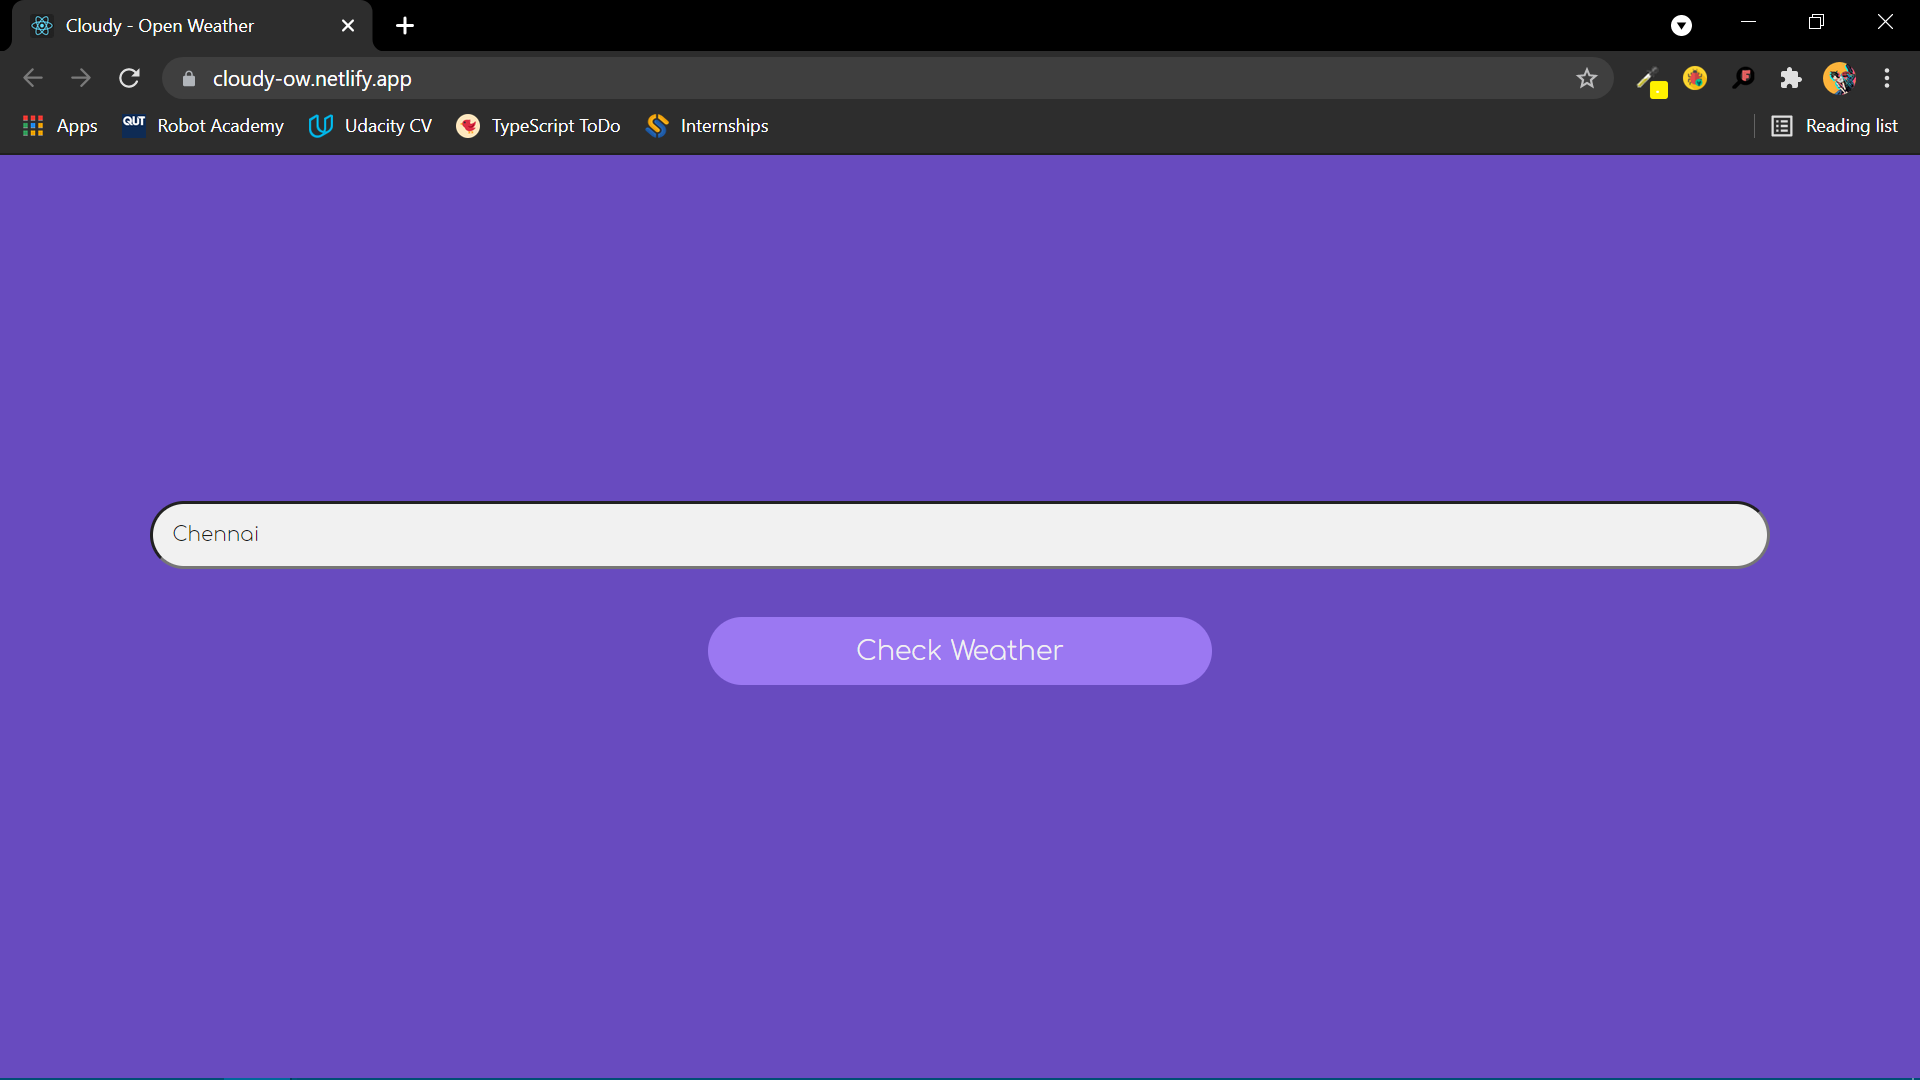 Cloudy - Open Weather
cloudy-ow.netlify.app
Apps QUT Robot Academy Udacity CV TypeScript ToDo Internships Reading list
Chennai
Check Weather